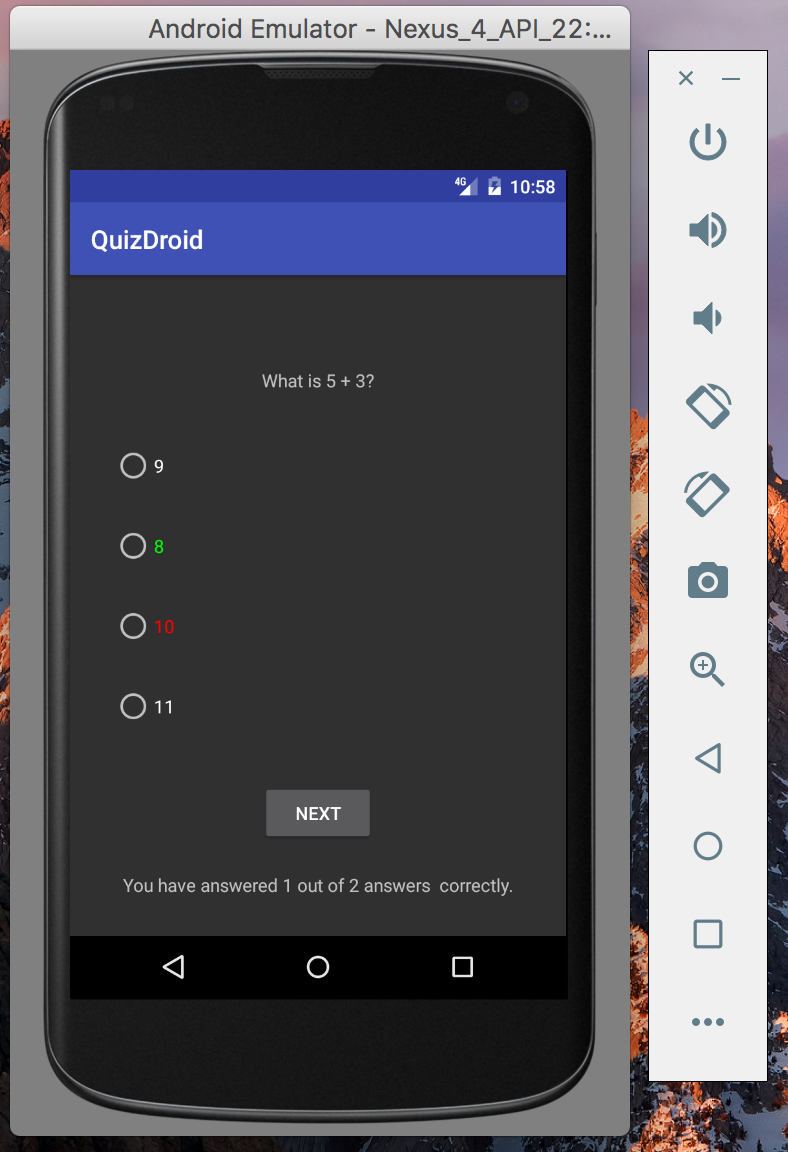 Android Emulator - Nexus_4_API_22:...
4G 10:58
QuizDroid
What is 5 + 3?
9
8
10
11
NEXT
You have answered 1 out of 2 answers  correctly.